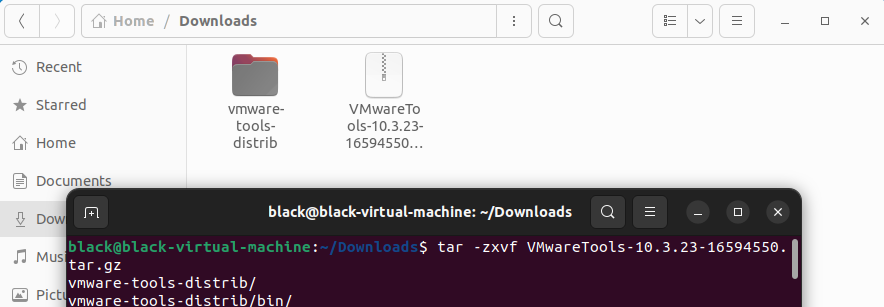 Home / Downloads
Recent
Starred
Home
Documents
Dow
Musi
Pictu
vmware-
tools-
distrib
VMwareTo
ols-10.3.23-
16594550...
black@black-virtual-machine: ~/Downloads
black@black-virtual-machine:~/Downloads$ tar -zxvf VMwareTools-10.3.23-16594550.
tar.gz
vmware-tools-distrib/
vmware-tools-distrib/bin/